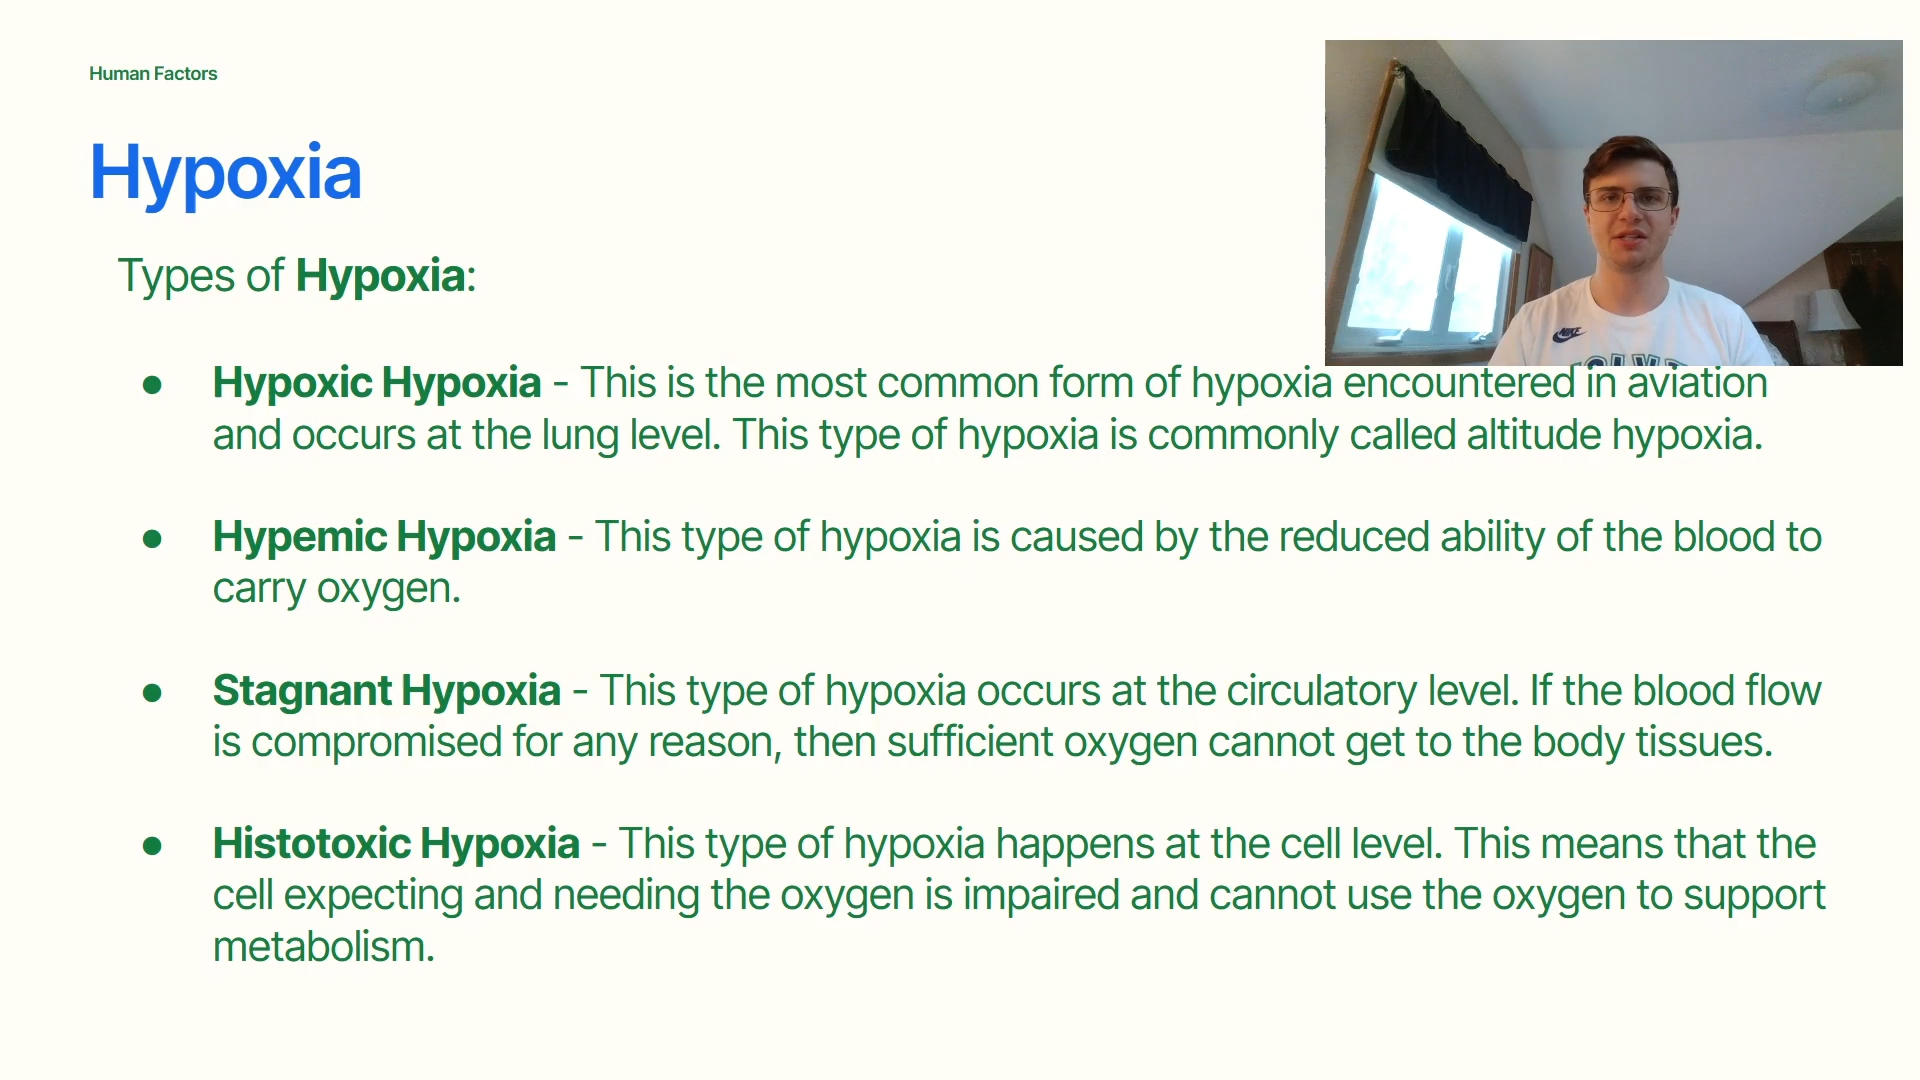 Human Factors
Hypoxia
Types of Hypoxia:
● Hypoxic Hypoxia - This is the most common form of hypoxia encountered in aviation
and occurs at the lung level. This type of hypoxia is commonly called altitude hypoxia.
● Hypemic Hypoxia - This type of hypoxia is caused by the reduced ability of the blood to
carry oxygen.
● Stagnant Hypoxia - This type of hypoxia occurs at the circulatory level. If the blood flow
is compromised for any reason, then sufficient oxygen cannot get to the body tissues.
● Histotoxic Hypoxia - This type of hypoxia happens at the cell level. This means that the
cell expecting and needing the oxygen is impaired and cannot use the oxygen to support
metabolism.
NIKE